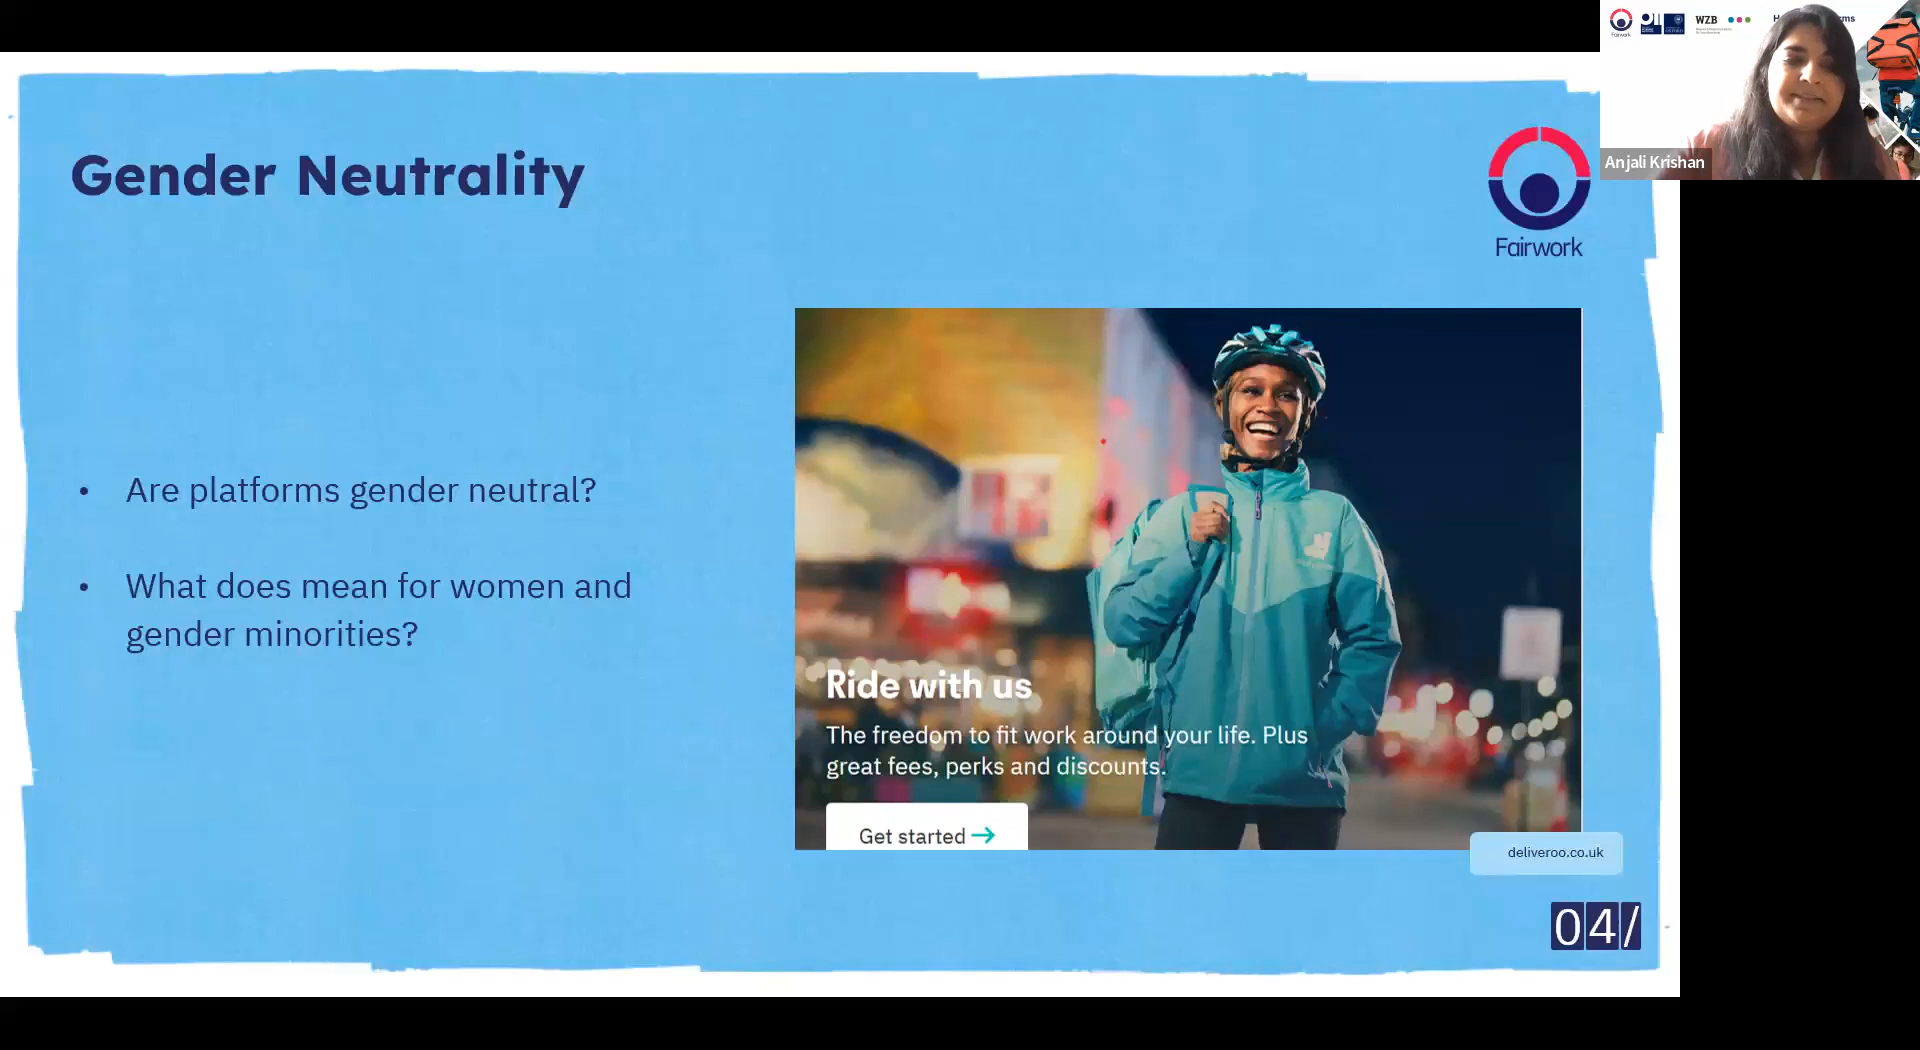 Gender Neutrality
Fairwork
• Are platforms gender neutral?
• What does mean for women and
gender minorities?
Ride with us
The freedom to fit work around your life. Plus
great fees, perks and discounts.
Get started →
deliveroo.co.uk
04/
Fairwork
WZB
Anjali Krishan